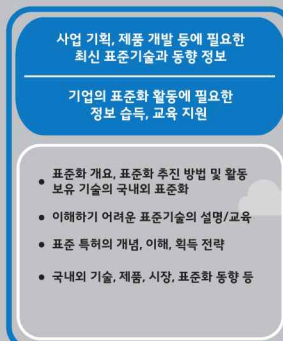 사업 기획, 제품 개발 등에 필요한
최신 표준기술과 동향 정보
기업의 표준화 활동에 필요한
정보 습득, 교육 지원
• 표준화 개요, 표준화 추진 방법 및 활동
보유 기술의 국내외 표준화
• 이해하기 어려운 표준기술의 설명/교육
• 표준 특허의 개념, 이해, 획득 전략
• 국내외 기술, 제품, 시장, 표준화 동향 등